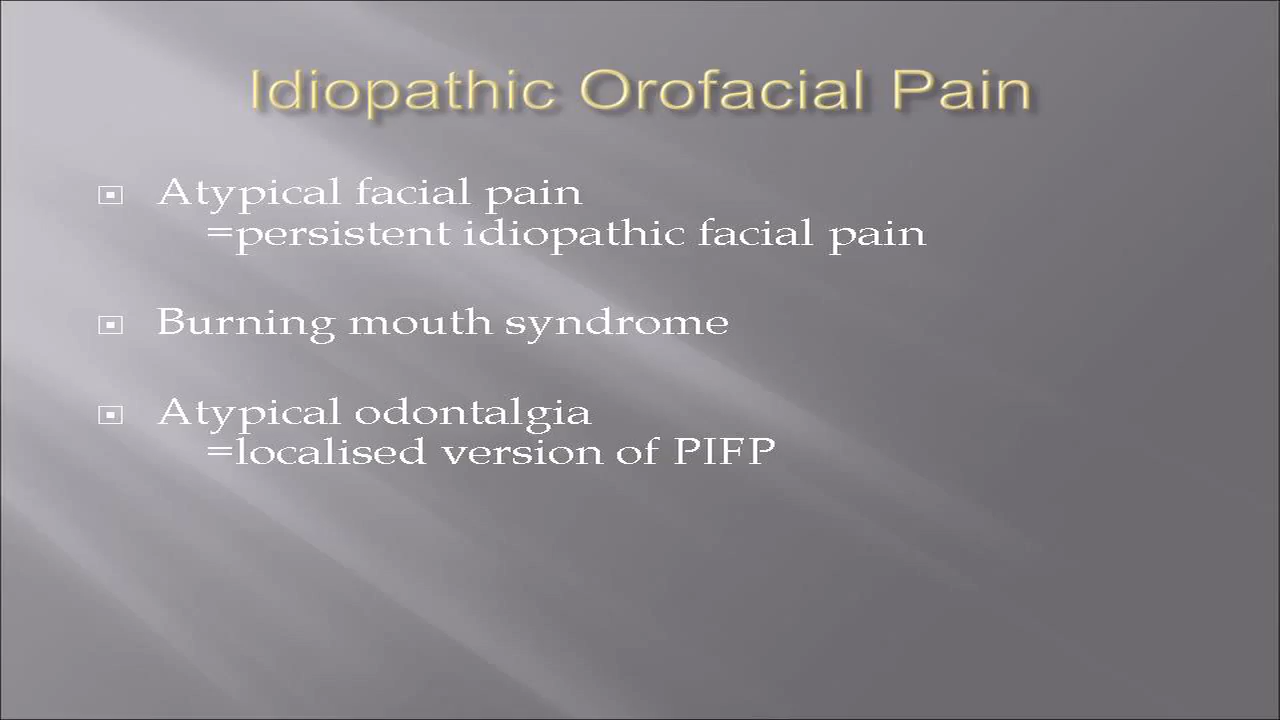 Idiopathic Orofacial Pain
Atypical facial pain
=persistent idiopathic facial pain
Burning mouth syndrome
Atypical odontalgia
=localised version of PIFP